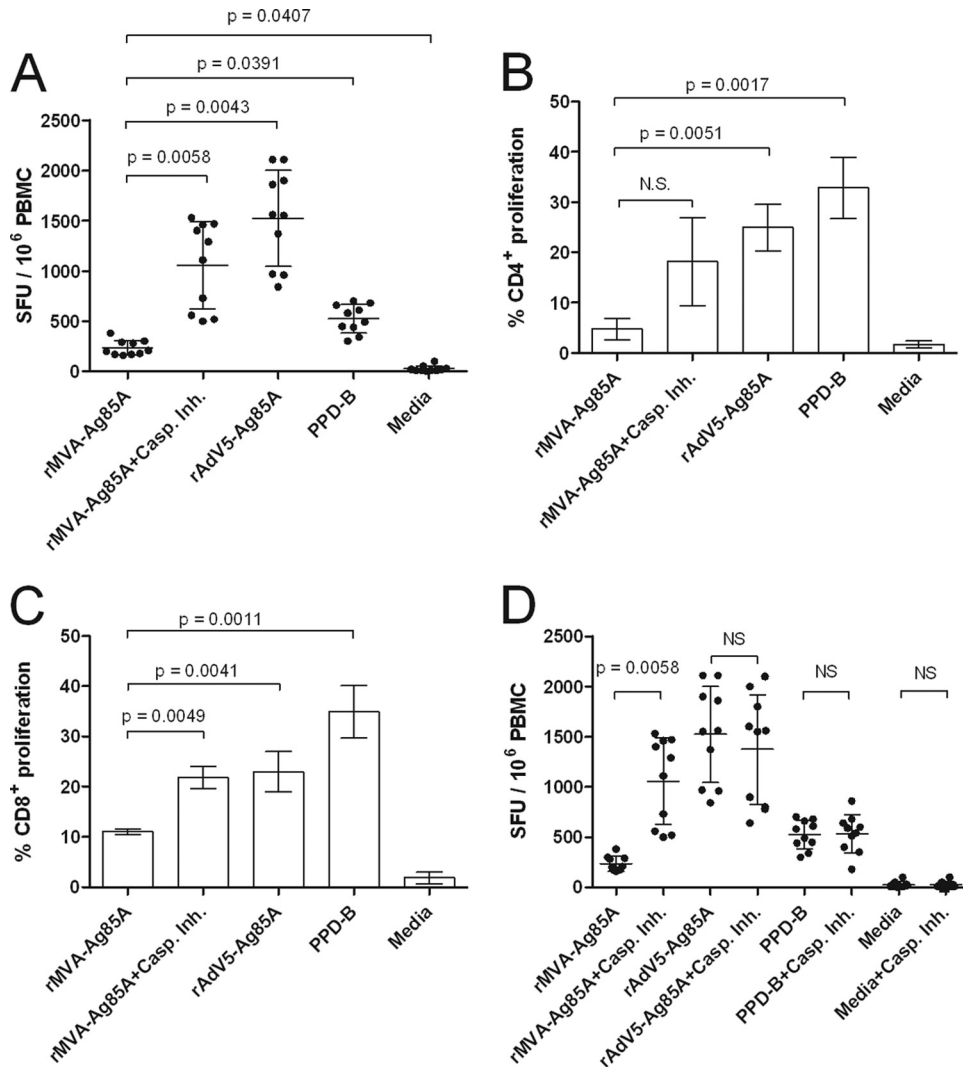 A
p = 0.0407
p = 0.0391
p = 0.0043
p = 0.0058
SFU / 10⁶ PBMC
2500
2000
1500
1000
500
0
rMVA-Ag85A
rMVA-Ag85A+Casp. Inh.
rAdV5-Ag85A
PPD-B
Media
B
p = 0.0017
p = 0.0051
N.S.
% CD4⁺ proliferation
50
40
30
20
10
0
rMVA-Ag85A
rMVA-Ag85A+Casp. Inh.
rAdV5-Ag85A
PPD-B
Media
C
p = 0.0011
p = 0.0041
p = 0.0049
% CD8⁺ proliferation
50
40
30
20
10
0
rMVA-Ag85A
rMVA-Ag85A+Casp. Inh.
rAdV5-Ag85A
PPD-B
Media
D
NS
p = 0.0058
NS
NS
SFU / 10⁶ PBMC
2500
2000
1500
1000
500
0
rMVA-Ag85A
rMVA-Ag85A+Casp. Inh.
rAdV5-Ag85A
rAdV5-Ag85A+Casp. Inh.
PPD-B
PPD-B+Casp. Inh.
Media
Media+Casp. Inh.